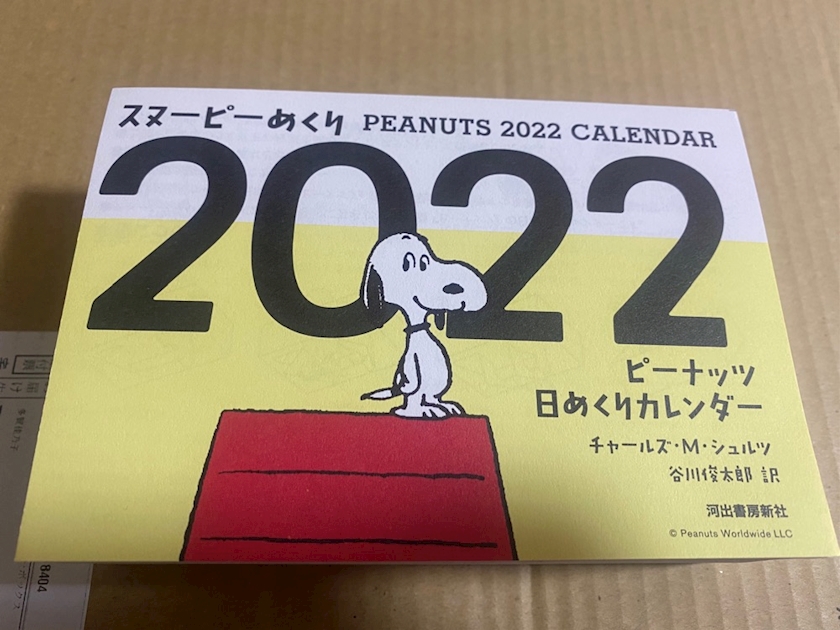 スヌーピーめくり PEANUTS 2022 CALENDAR
2022
ピーナッツ
日めくりカレンダー
チャールズ・M・シュルツ
谷川俊太郎 訳
河出書房新社
© Peanuts Worldwide LLC
8404